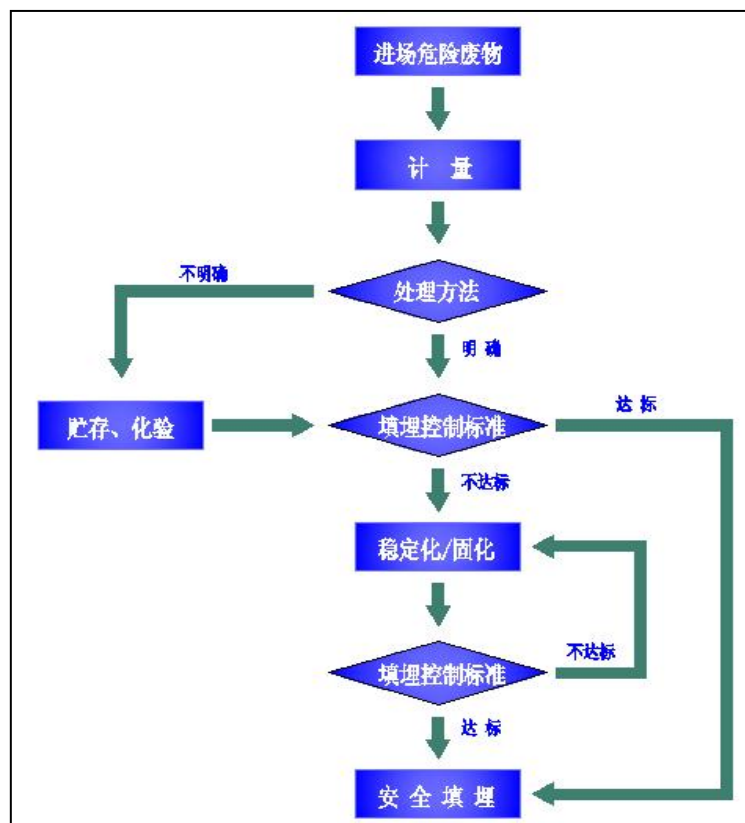 进场危险废物
计 量
不明确
处理方法
明 确
贮存、化验
填埋控制标准
达 标
不达标
稳定化/固化
填埋控制标准
不达标
达 标
安 全 填 埋